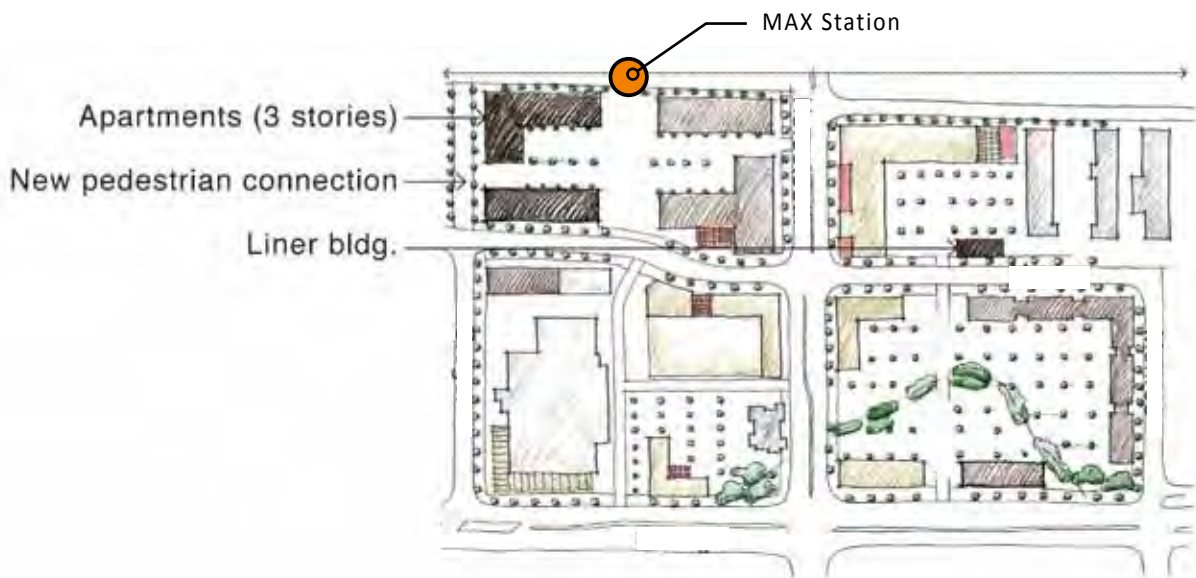 MAX Station
Apartments (3 stories)
New pedestrian connection
Liner bldg.